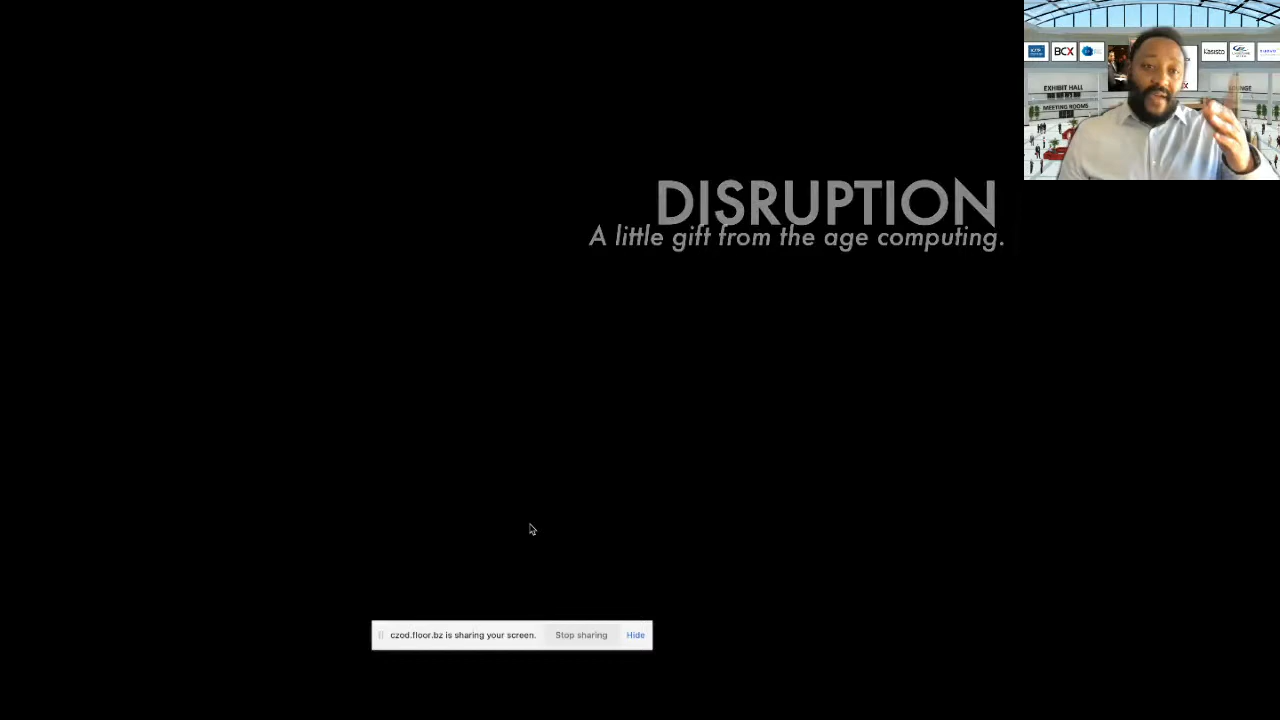 BCX
EXHIBIT HALL
MEETING ROOMS
DISRUPTION
A little gift from the age computing.
czod.floor.bz is sharing your screen.
Stop sharing
Hide